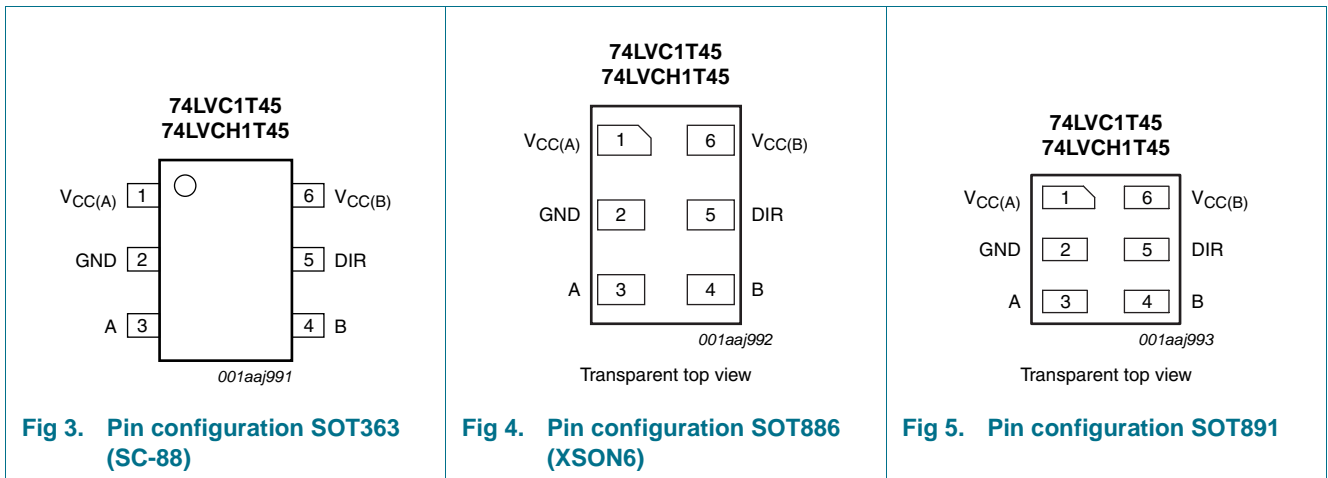 74LVC1T45
74LVCH1T45
VCC(A) 1 6 VCC(B)
GND 2 5 DIR
A 3 4 B
001aaj991
Fig 3. Pin configuration SOT363
(SC-88)
74LVC1T45
74LVCH1T45
VCC(A) 1 6 VCC(B)
GND 2 5 DIR
A 3 4 B
001aaj992
Transparent top view
Fig 4. Pin configuration SOT886
(XSON6)
74LVC1T45
74LVCH1T45
VCC(A) 1 6 VCC(B)
GND 2 5 DIR
A 3 4 B
001aaj993
Transparent top view
Fig 5. Pin configuration SOT891